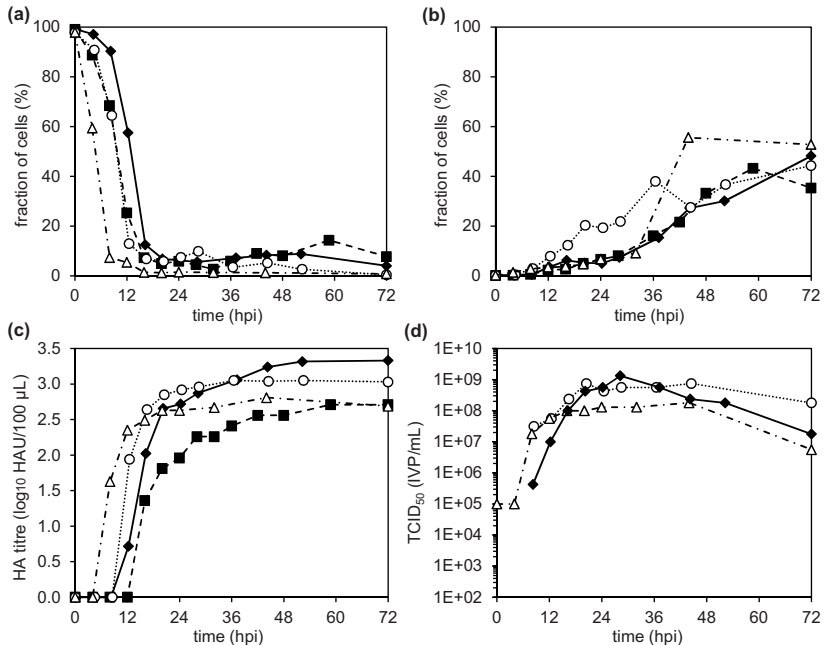 (a)
100
80
60
40
20
0
fraction of cells (%)
0 12 24 36 48 60 72
time (hpi)
(b)
100
80
60
40
20
0
fraction of cells (%)
0 12 24 36 48 60 72
time (hpi)
(c)
3.5
3.0
2.5
2.0
1.5
1.0
0.5
0.0
HA titre (log10 HAU/100 µL)
0 12 24 36 48 60 72
time (hpi)
(d)
1E+10
1E+09
1E+08
1E+07
1E+06
1E+05
1E+04
1E+03
1E+02
TCID50 (IVP/mL)
0 12 24 36 48 60 72
time (hpi)